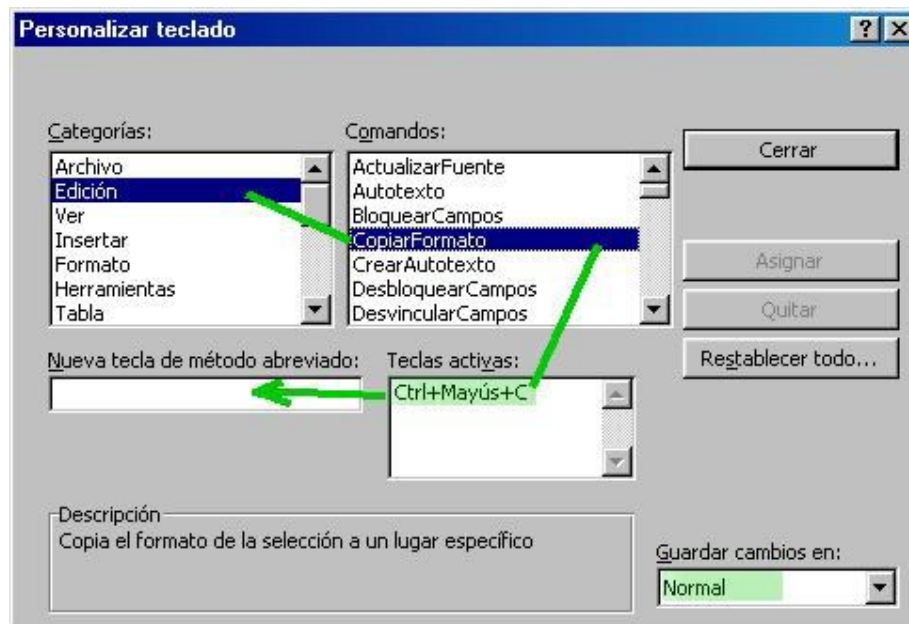 Personalizar teclado
Categorías:
Archivo
Edición
Ver
Insertar
Formato
Herramientas
Tabla
Comandos:
ActualizarFuente
Autotexto
BloquearCampos
CopiarFormato
CrearAutotexto
DesbloquearCampos
DesvincularCampos
Cerrar
Asignar
Quitar
Restablecer todo...
Nueva tecla de método abreviado:
Teclas activas:
Ctrl+Mayús+C
Descripción
Copia el formato de la selección a un lugar específico
Guardar cambios en:
Normal